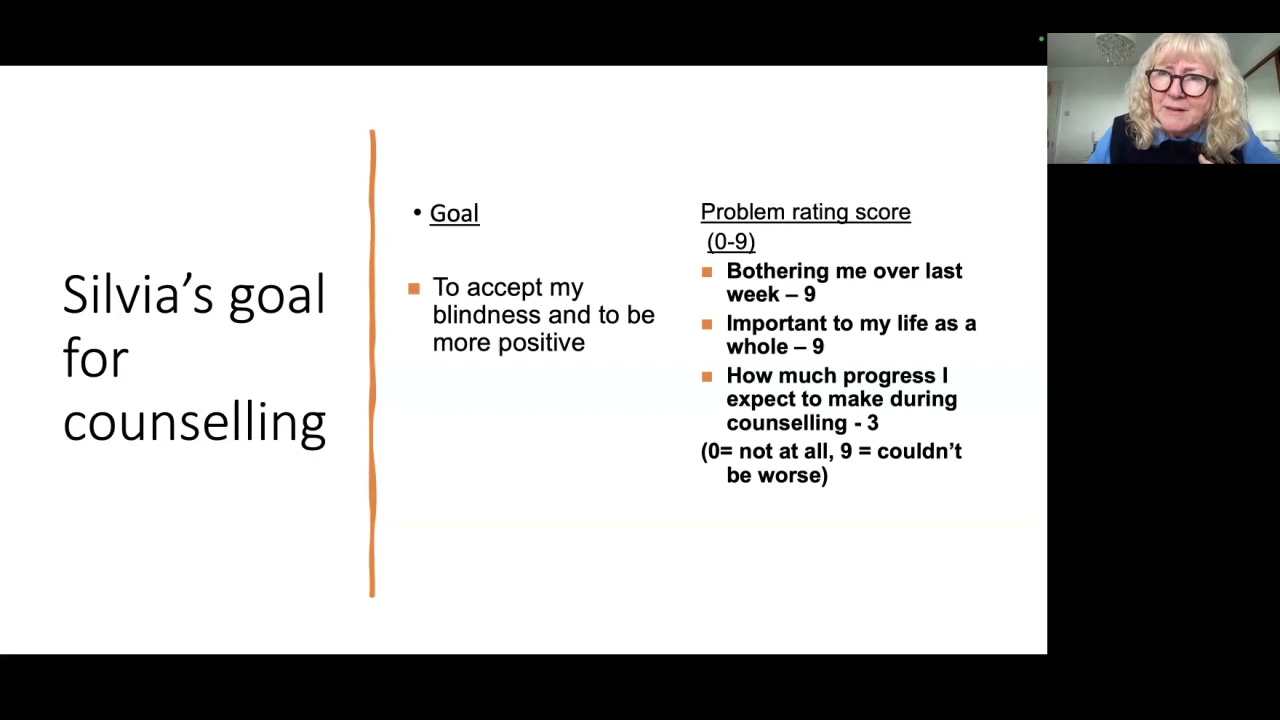 Silvia’s goal
for
counselling
• Goal
To accept my
blindness and to be
more positive
Problem rating score
(0-9)
Bothering me over last
week – 9
Important to my life as a
whole – 9
How much progress I
expect to make during
counselling - 3
(0= not at all, 9 = couldn’t
be worse)